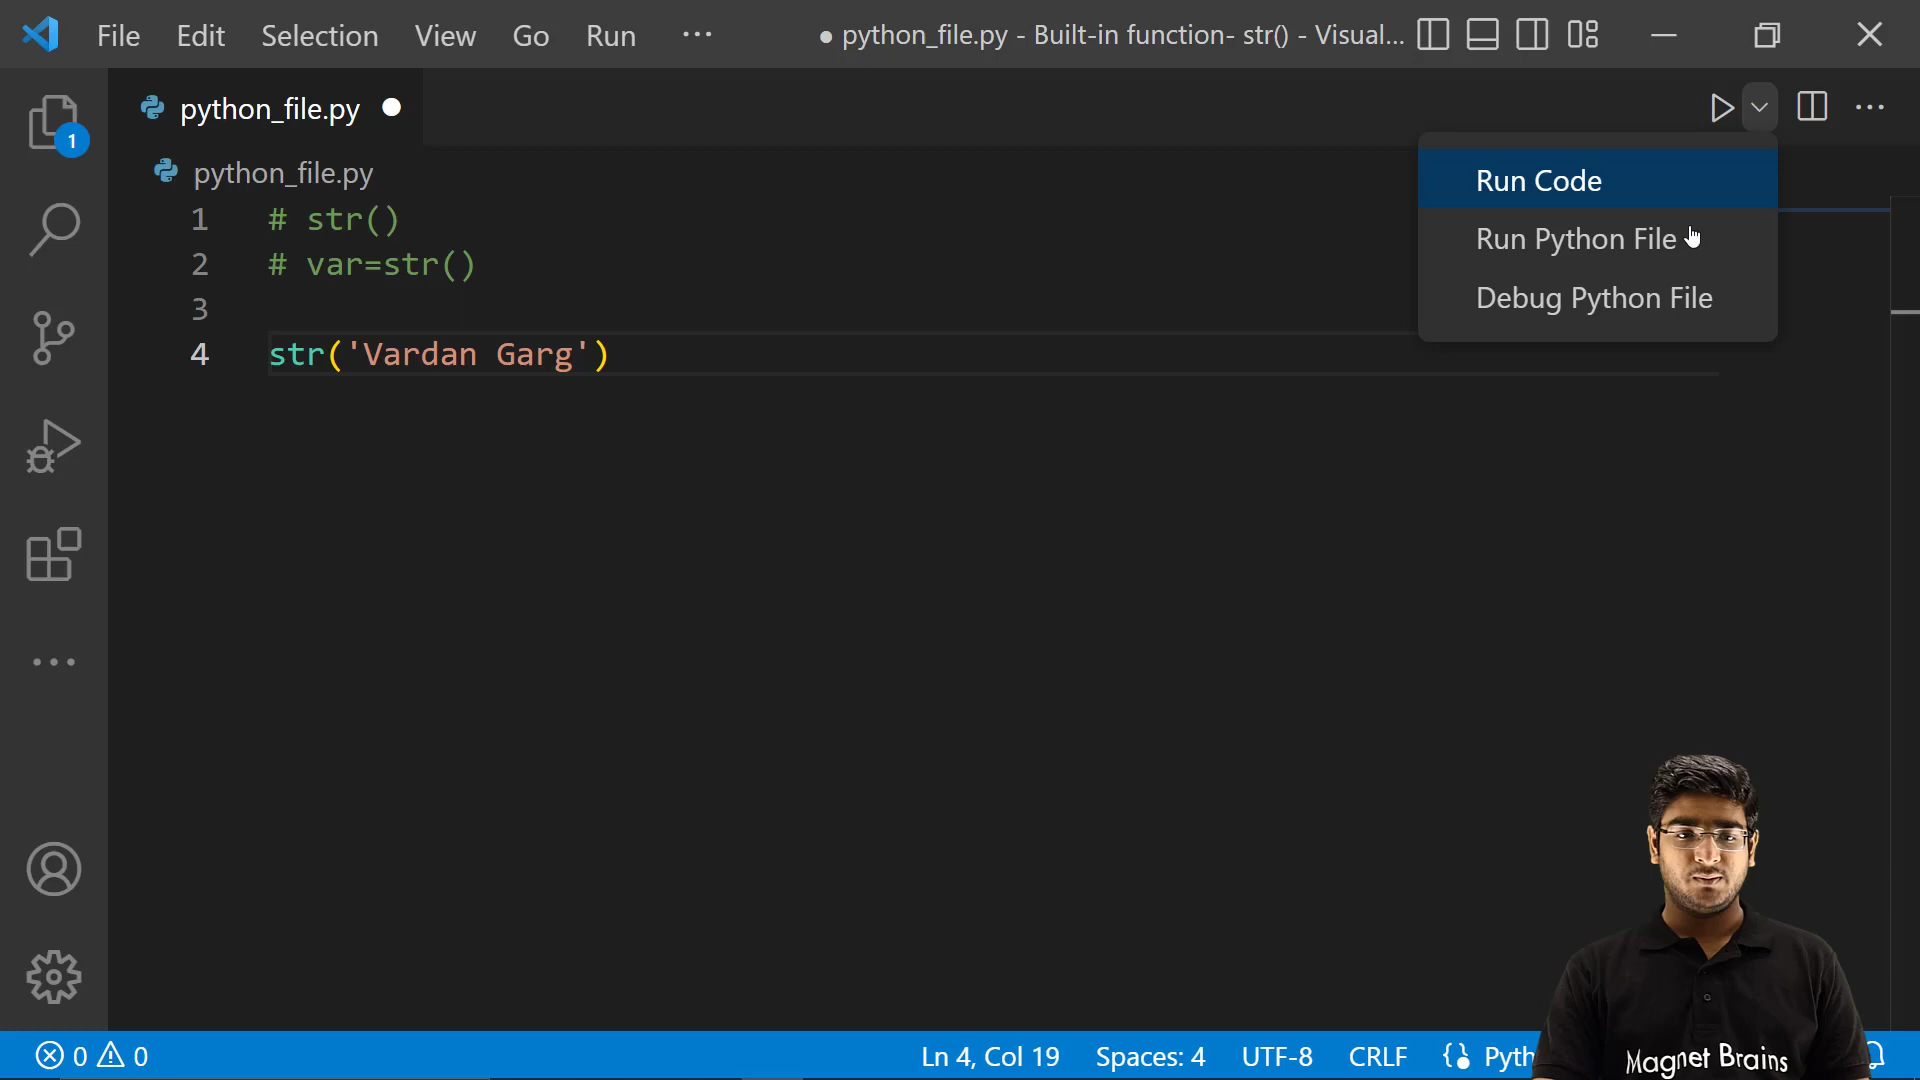 File Edit Selection View Go Run ··· ● python_file.py - Built-in function- str() - Visual...
python_file.py ●
python_file.py
Run Code
Run Python File
Debug Python File
1 # str()
2 # var=str()
3
4 str('Vardan Garg')
1
0 0 Ln 4, Col 19 Spaces: 4 UTF-8 CRLF Pyth
Magnet Brains